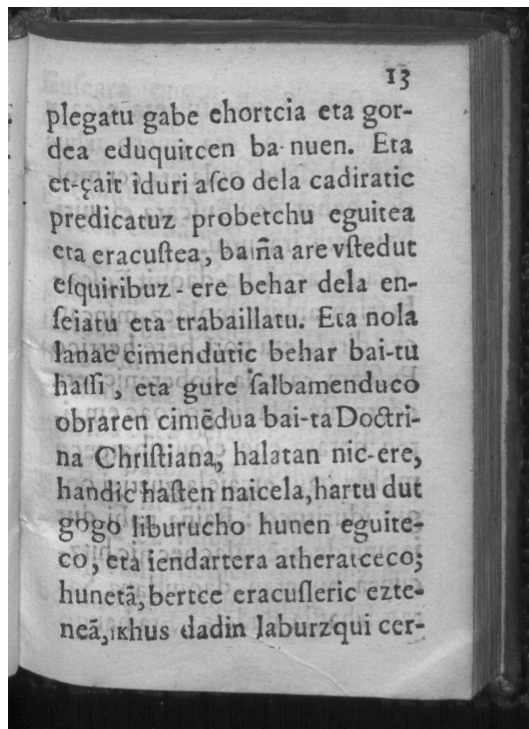 13
plegatu gabe ehortcia eta gor-
dea eduquitcen ba-nuen. Eta
et-çait iduri aſco dela cadiratic
predicatuz probetchu eguitea
eta eracuſtea, baiña are vſtedut
eſquiribuz-ere behar dela en-
ſeiatu eta trabaillatu. Eta nola
lanac cimendutic behar bai-tu
haſſi, eta gure ſalbamenduco
obraren cimẽdua bai-ta Doctri-
na Chriſtiana, halatan nic-ere,
handic haſten naicela, hartu dut
gogo liburucho hunen eguite-
co, eta iendartera atheratceco;
hunetã, bertce eracuſleric ezte-
neã, ikhus dadin laburzqui cer-